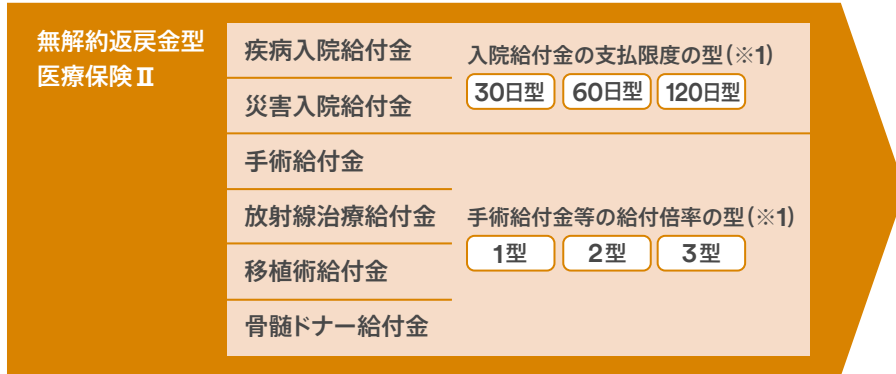 無解約返戻金型
医療保険Ⅱ
疾病入院給付金
災害入院給付金
入院給付金の支払限度の型(※1)
30日型 60日型 120日型
手術給付金
放射線治療給付金
移植術給付金
骨髄ドナー給付金
手術給付金等の給付倍率の型(※1)
1型 2型 3型